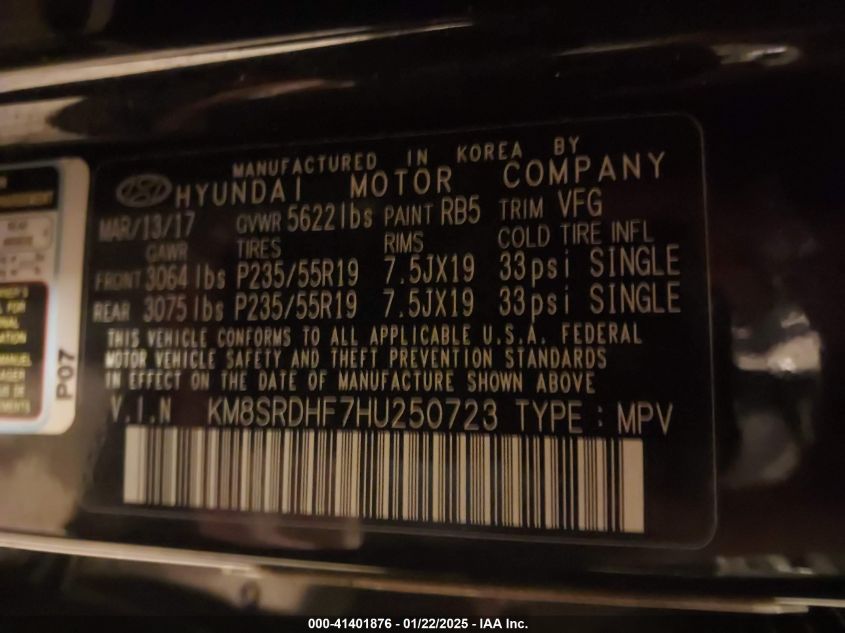 MANUFACTURED IN KOREA BY
HYUNDAI MOTOR COMPANY
MAR/13/17 GVWR 5622lbs PAINT RB5 TRIM VFG
GAWR TIRES RIMS COLD TIRE INFL
FRONT 3064lbs P235/55R19 7.5JX19 33psi SINGLE
REAR 3075lbs P235/55R19 7.5JX19 33psi SINGLE
THIS VEHICLE CONFORMS TO ALL APPLICABLE U.S.A. FEDERAL
MOTOR VEHICLE SAFETY AND THEFT PREVENTION STANDARDS
IN EFFECT ON THE DATE OF MANUFACTURE SHOWN ABOVE
V.I.N KM8SRDHF7HU250723 TYPE : MPV
P07
000-41401876 - 01/22/2025 - IAA Inc.